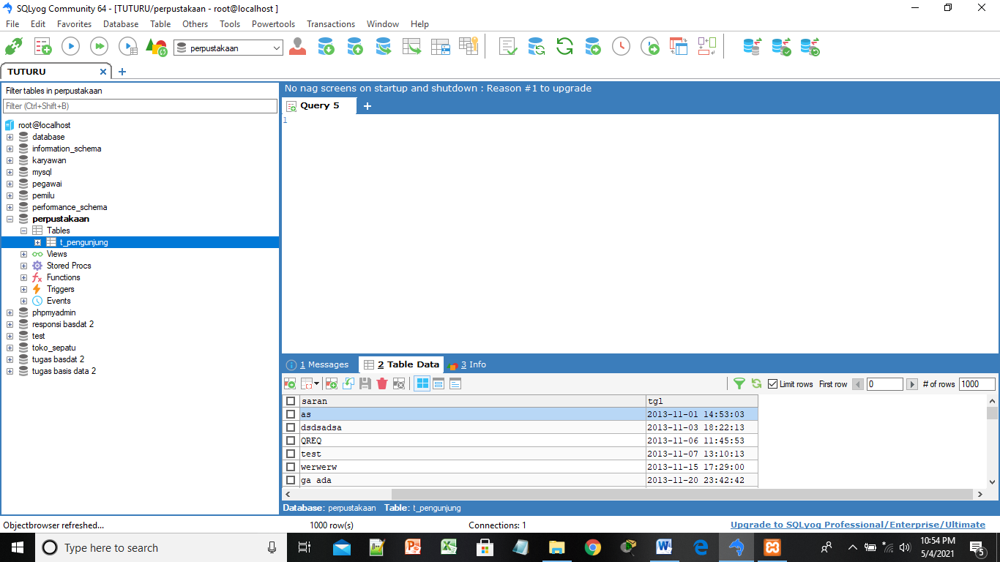 SQLyog Community 64 - [TUTURU/perpustakaan - root@localhost ]
File Edit Favorites Database Table Others Tools Powertools Transactions Window Help
perpustakaan
TUTURU
Filter tables in perpustakaan
Filter (Ctrl+Shift+B)
root@localhost
database
information_schema
karyawan
mysql
pegawai
pemilu
performance_schema
perpustakaan
Tables
t_pengunjung
Views
Stored Procs
Functions
Triggers
Events
phpmyadmin
responsi basdat 2
test
toko_sepatu
tugas basdat 2
tugas basis data 2
No nag screens on startup and shutdown : Reason #1 to upgrade
Query 5
1
1 Messages 2 Table Data 3 Info
Limit rows First row 0 # of rows 1000
saran tgl
as 2013-11-01 14:53:03
dsdsadsa 2013-11-03 18:22:13
QREQ 2013-11-06 11:45:53
test 2013-11-07 13:10:13
werwerw 2013-11-15 17:29:00
ga ada 2013-11-20 23:42:42
Database: perpustakaan Table: t_pengunjung
Objectbrowser refreshed... 1000 row(s) Connections: 1 Upgrade to SQLyog Professional/Enterprise/Ultimate
Type here to search
10:54 PM
5/4/2021
5